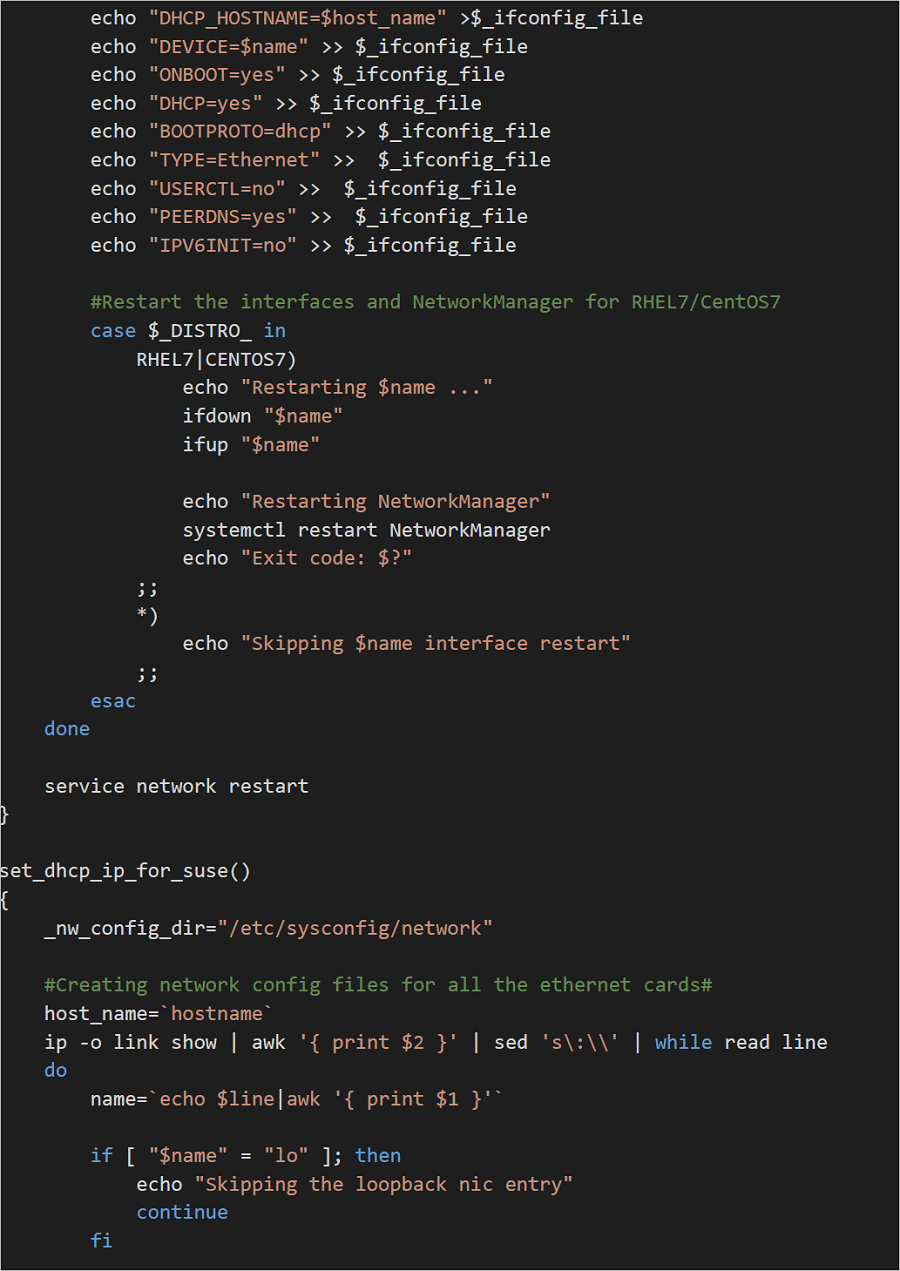 echo "DHCP_HOSTNAME=$host_name" >$_ifconfig_file
echo "DEVICE=$name" >> $_ifconfig_file
echo "ONBOOT=yes" >> $_ifconfig_file
echo "DHCP=yes" >> $_ifconfig_file
echo "BOOTPROTO=dhcp" >> $_ifconfig_file
echo "TYPE=Ethernet" >>  $_ifconfig_file
echo "USERCTL=no" >>  $_ifconfig_file
echo "PEERDNS=yes" >>  $_ifconfig_file
echo "IPV6INIT=no" >> $_ifconfig_file
#Restart the interfaces and NetworkManager for RHEL7/CentOS7
case $_DISTRO_ in
RHEL7|CENTOS7)
echo "Restarting $name ..."
ifdown "$name"
ifup "$name"
echo "Restarting NetworkManager"
systemctl restart NetworkManager
echo "Exit code: $?"
;;
*)
echo "Skipping $name interface restart"
;;
esac
done
service network restart
}
set_dhcp_ip_for_suse()
{
_nw_config_dir="/etc/sysconfig/network"
#Creating network config files for all the ethernet cards#
host_name=`hostname`
ip -o link show | awk '{ print $2 }' | sed 's\:\\' | while read line
do
name=`echo $line|awk '{ print $1 }'`
if [ "$name" = "lo" ]; then
echo "Skipping the loopback nic entry"
continue
fi